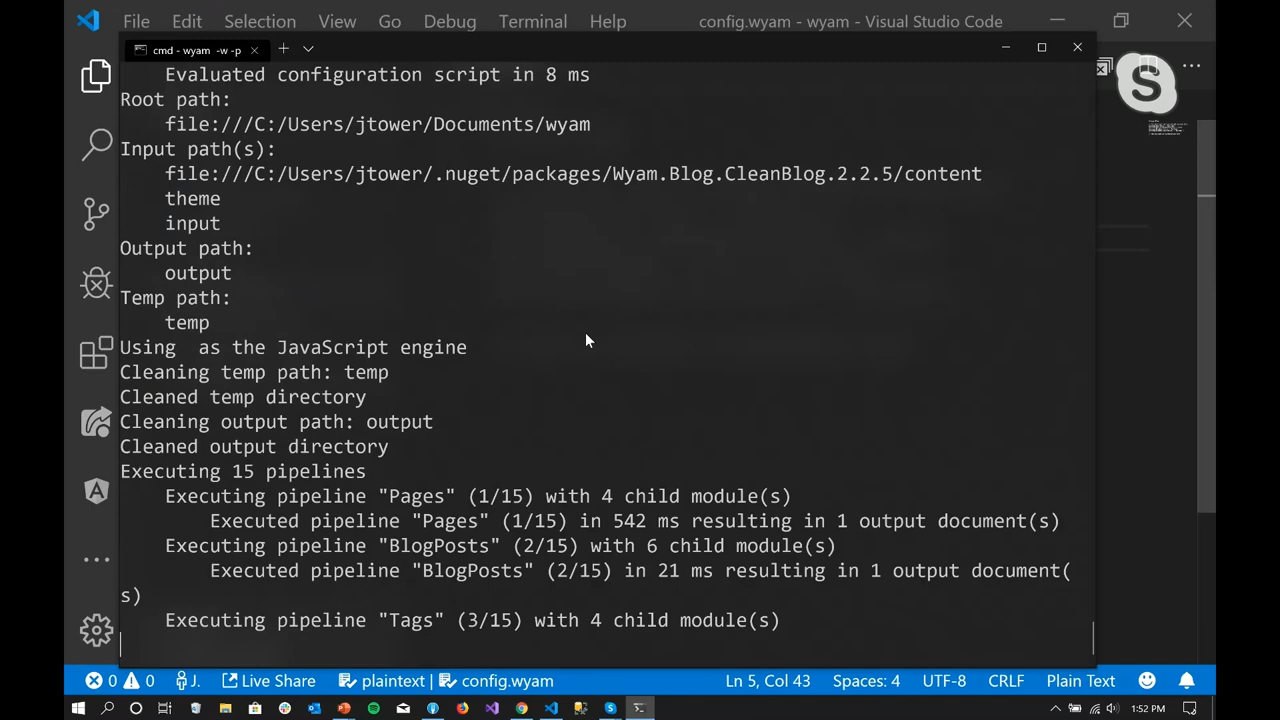 File Edit Selection View Go Debug Terminal Help config.wyam - wyam - Visual Studio Code
cmd - wyam -w -p
Evaluated configuration script in 8 ms
Root path:
file:///C:/Users/jtower/Documents/wyam
Input path(s):
file:///C:/Users/jtower/.nuget/packages/Wyam.Blog.CleanBlog.2.2.5/content
theme
input
Output path:
output
Temp path:
temp
Using  as the JavaScript engine
Cleaning temp path: temp
Cleaned temp directory
Cleaning output path: output
Cleaned output directory
Executing 15 pipelines
Executing pipeline "Pages" (1/15) with 4 child module(s)
Executed pipeline "Pages" (1/15) in 542 ms resulting in 1 output document(s)
Executing pipeline "BlogPosts" (2/15) with 6 child module(s)
Executed pipeline "BlogPosts" (2/15) in 21 ms resulting in 1 output document(
s)
Executing pipeline "Tags" (3/15) with 4 child module(s)
0 0 J. Live Share plaintext | config.wyam Ln 5, Col 43 Spaces: 4 UTF-8 CRLF Plain Text
1:52 PM